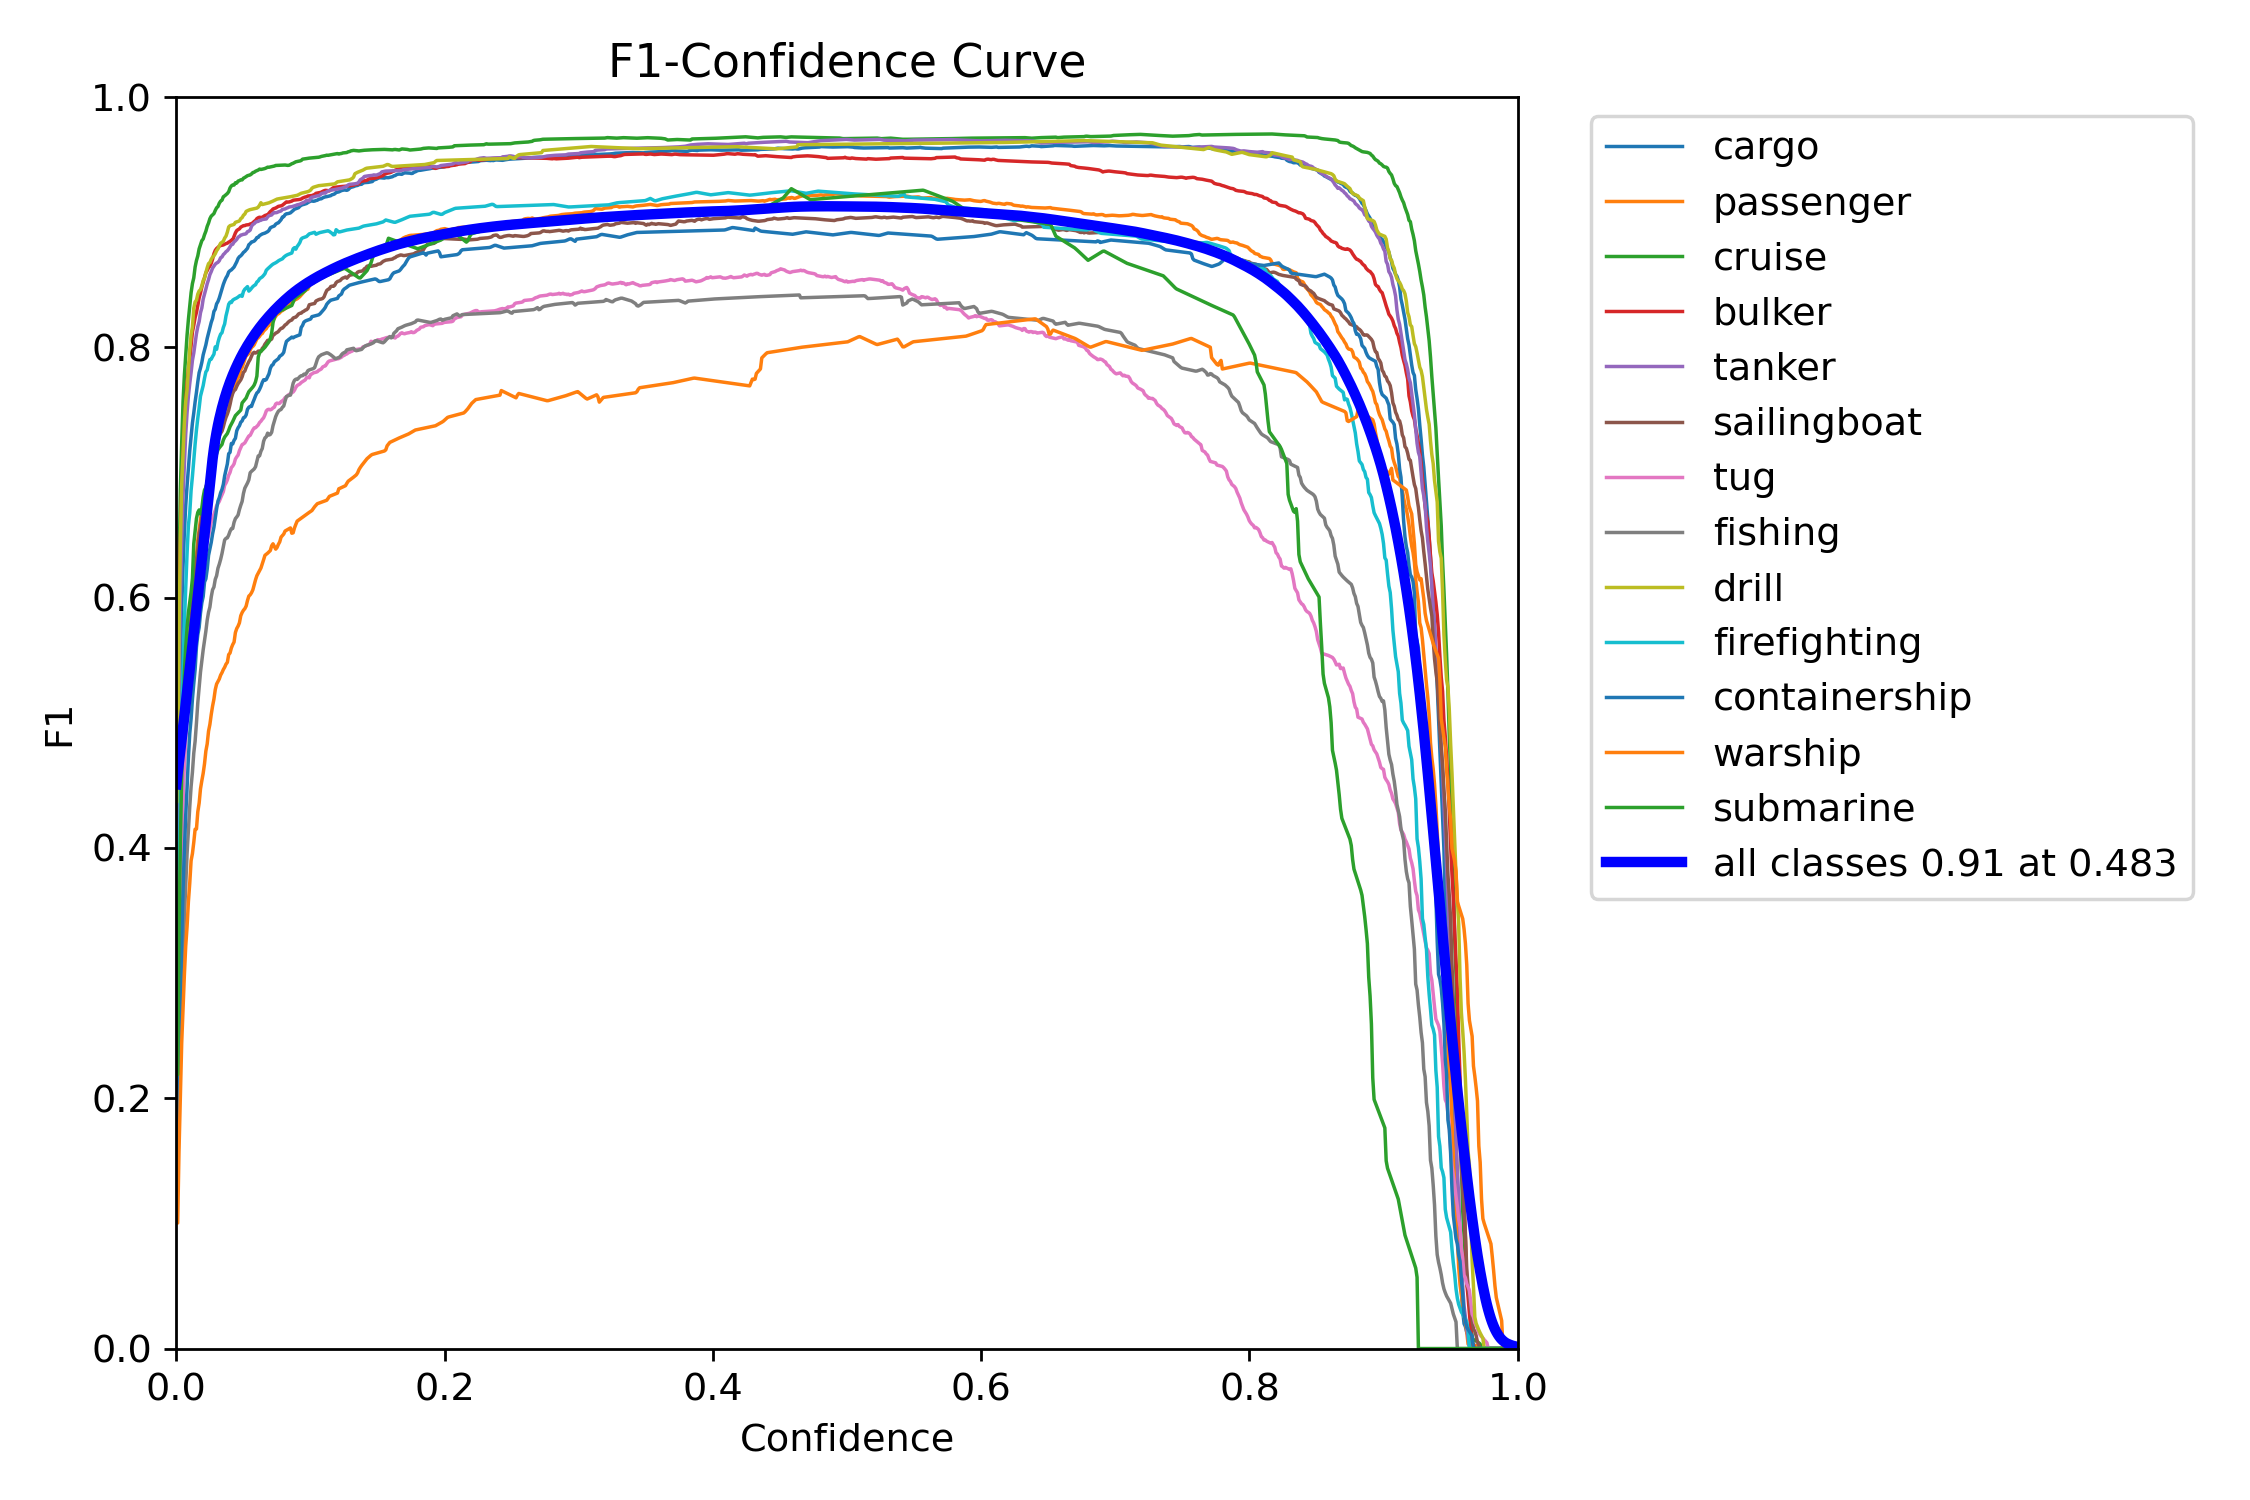 F1-Confidence Curve
1.0
0.8
0.6
0.4
0.2
0.0
F1
0.0 0.2 0.4 0.6 0.8 1.0
Confidence
cargo
passenger
cruise
bulker
tanker
sailingboat
tug
fishing
drill
firefighting
containership
warship
submarine
all classes 0.91 at 0.483